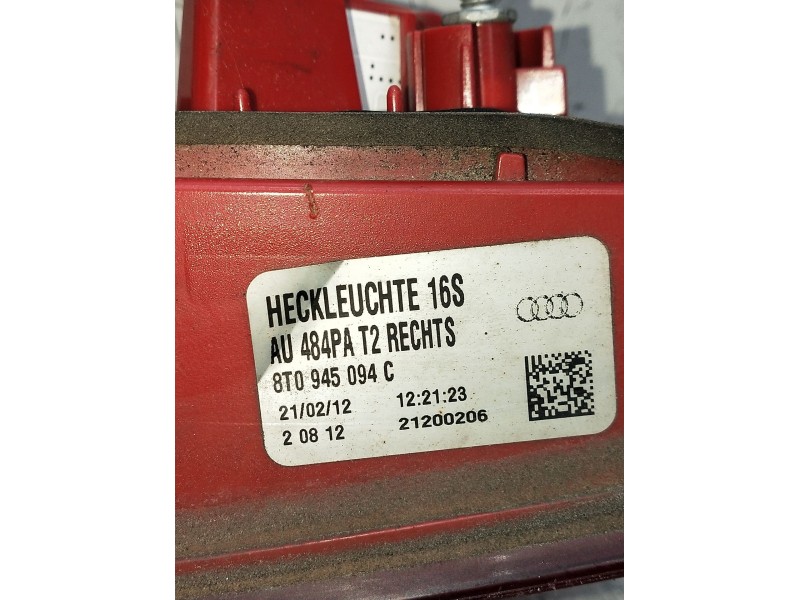 HECKLEUCHTE 16S
AU 484PA T2 RECHTS
8T0 945 094 C
21/02/12 12:21:23
2 08 12 21200206